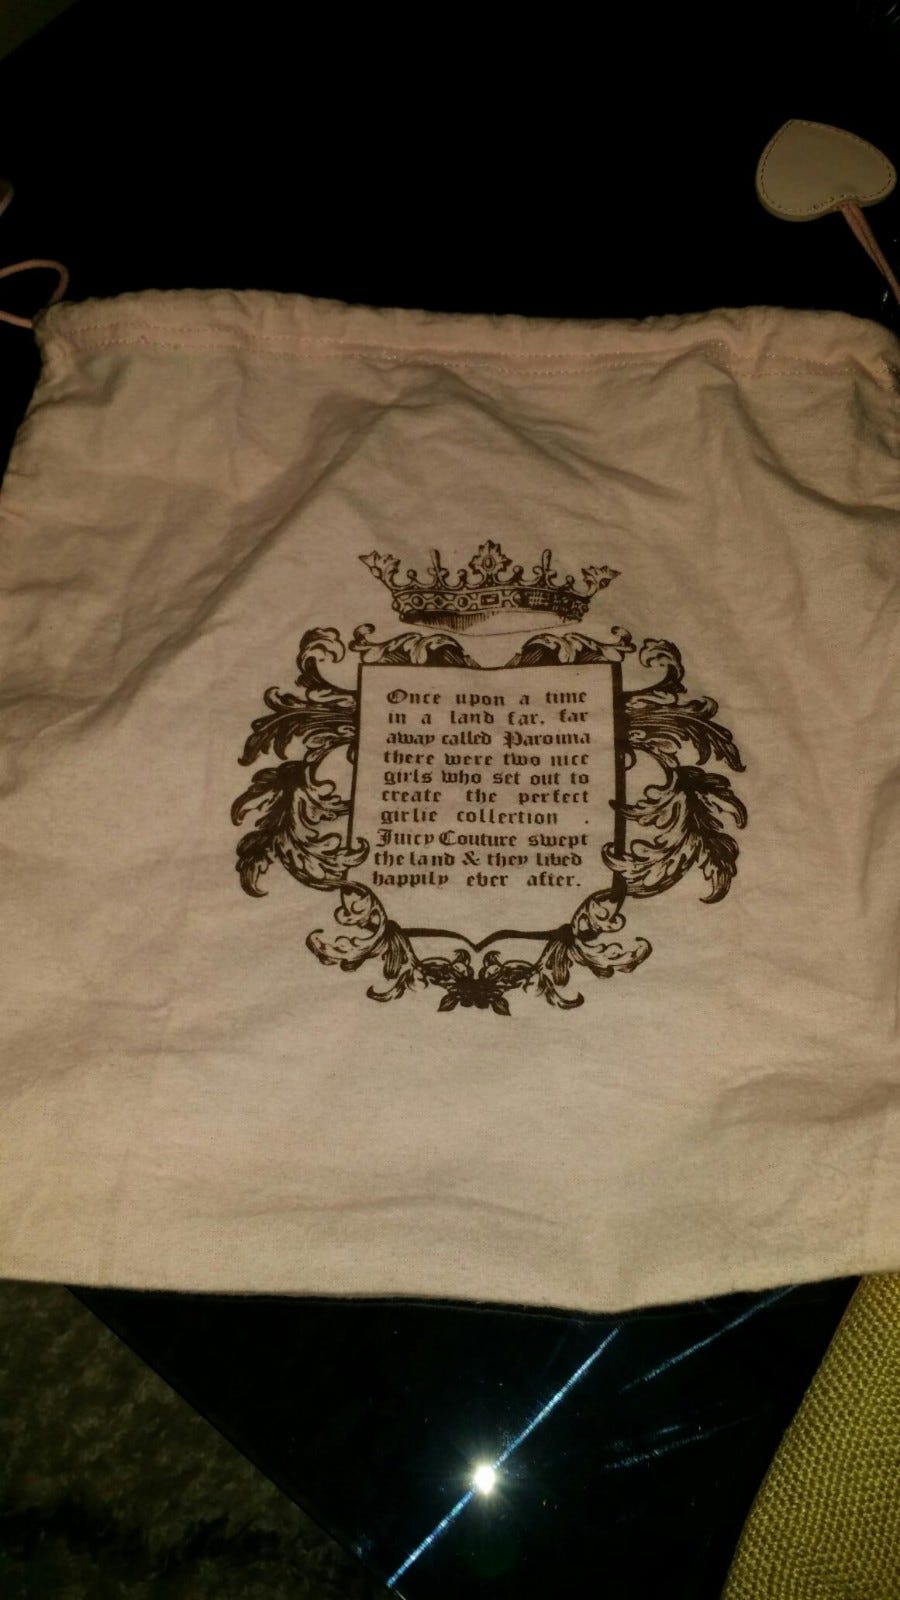 Once upon a time
in a land far, far
away called Paroima
there were two nice
girls who set out to
create the perfect
girlie collection .
Juicy Couture swept
the land & they lived
happily ever after.